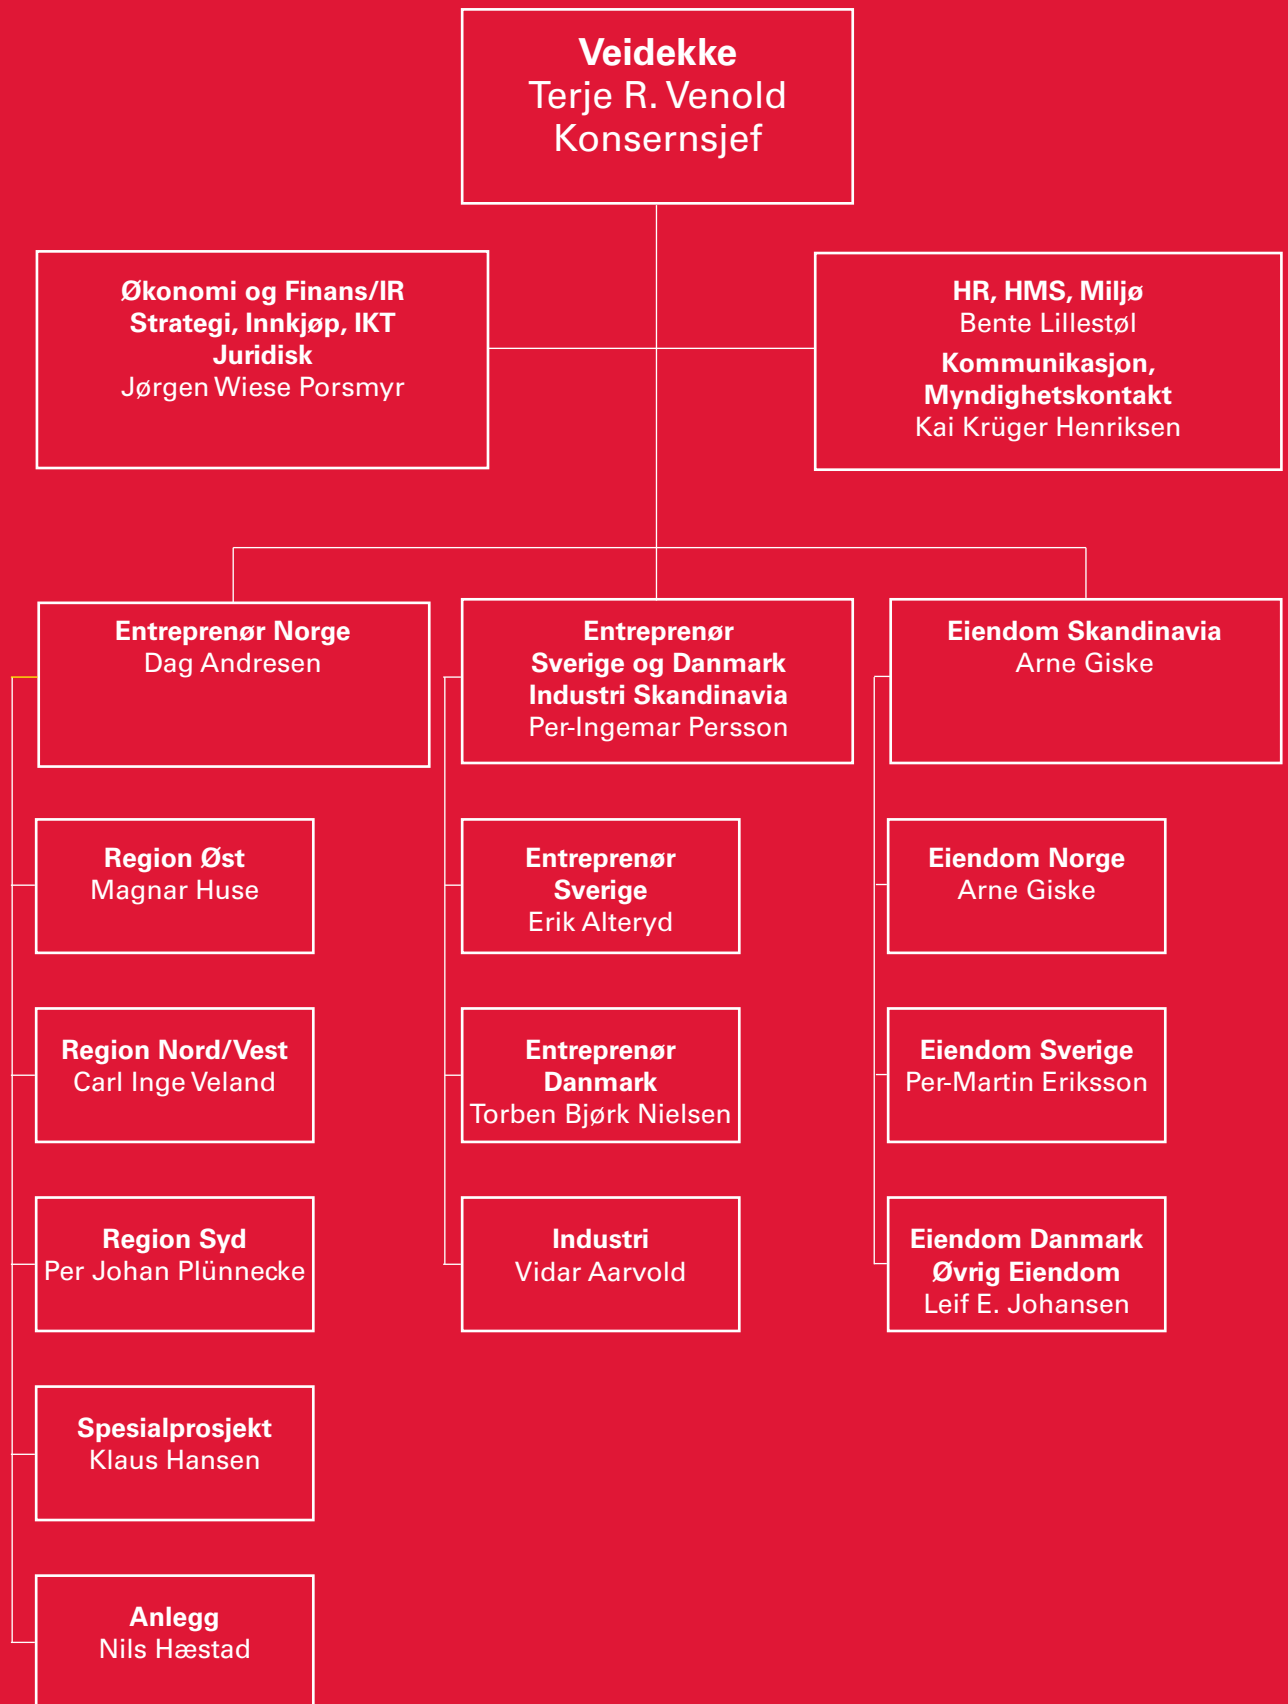 Veidekke
Terje R. Venold
Konsernsjef
Økonomi og Finans/IR
Strategi, Innkjøp, IKT
Juridisk
Jørgen Wiese Porsmyr
HR, HMS, Miljø
Bente Lillestøl
Kommunikasjon,
Myndighetskontakt
Kai Krüger Henriksen
Entreprenør Norge
Dag Andresen
Entreprenør
Sverige og Danmark
Industri Skandinavia
Per-Ingemar Persson
Eiendom Skandinavia
Arne Giske
Region Øst
Magnar Huse
Entreprenør
Sverige
Erik Alteryd
Eiendom Norge
Arne Giske
Region Nord/Vest
Carl Inge Veland
Entreprenør
Danmark
Torben Bjørk Nielsen
Eiendom Sverige
Per-Martin Eriksson
Region Syd
Per Johan Plünnecke
Industri
Vidar Aarvold
Eiendom Danmark
Øvrig Eiendom
Leif E. Johansen
Spesialprosjekt
Klaus Hansen
Anlegg
Nils Hæstad